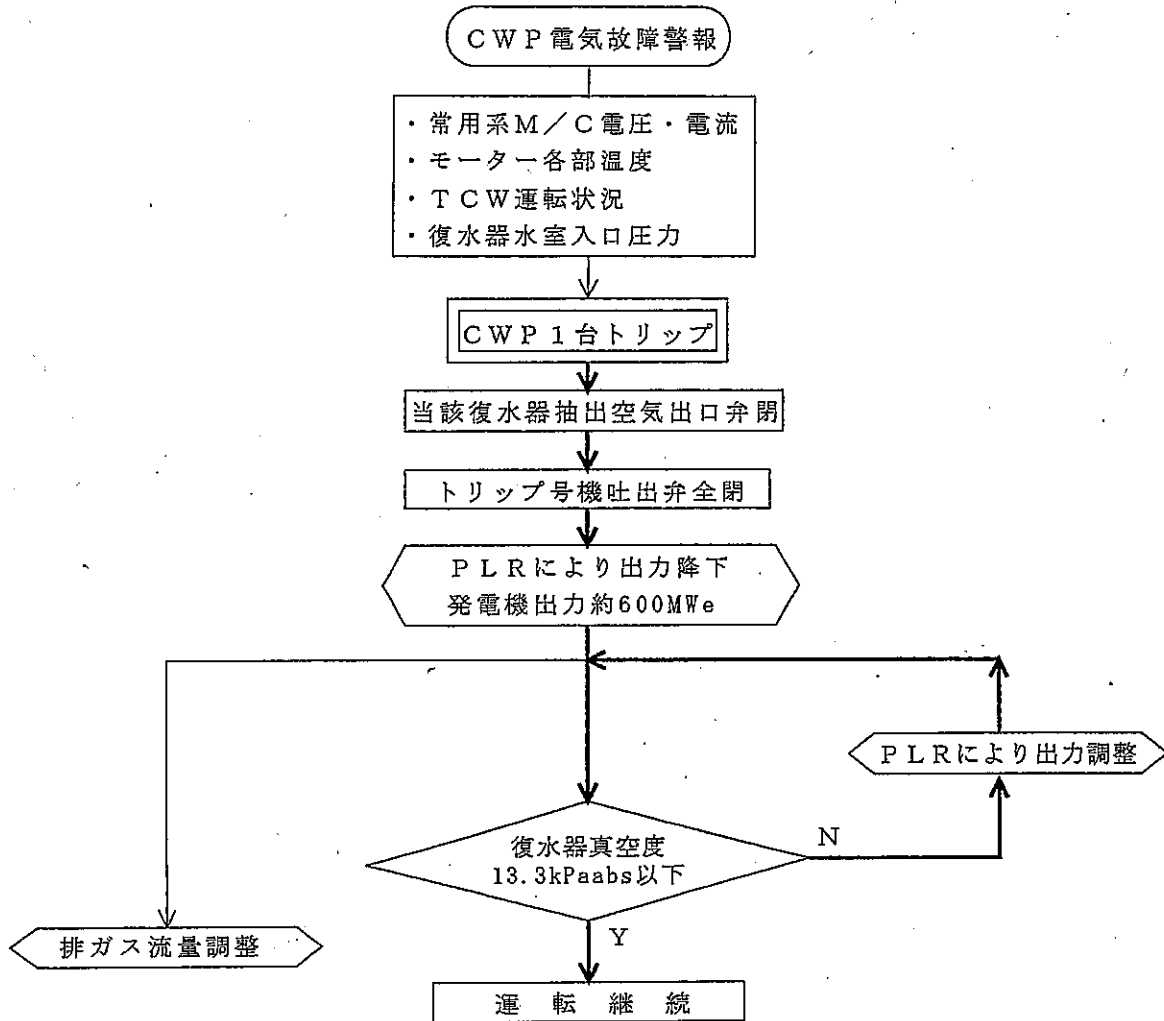 CWP電気故障警報
・常用系M/C電圧・電流
・モーター各部温度
・TCW運転状況
・復水器水室入口圧力
CWP1台トリップ
当該復水器抽出空気出口弁閉
トリップ号機吐出弁全閉
PLRにより出力降下
発電機出力約600MWe
PLRにより出力調整
復水器真空度
13.3kPaabs以下
N
排ガス流量調整
Y
運転継続